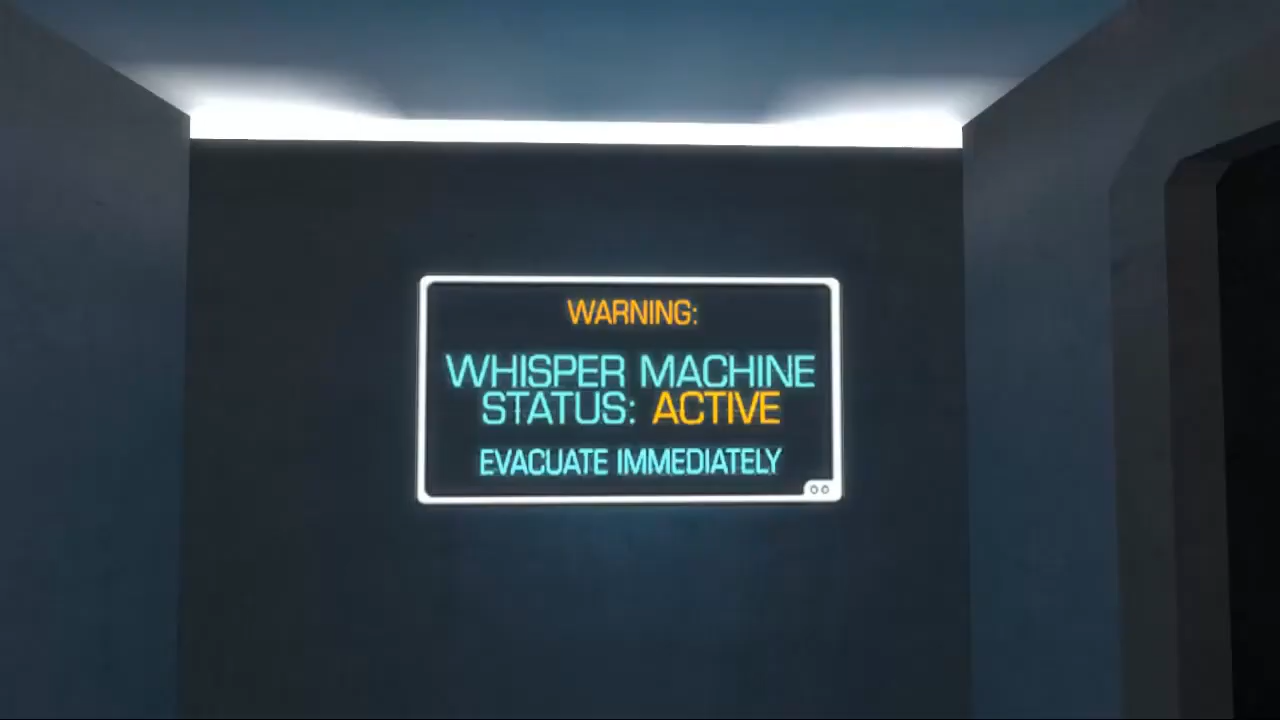 WARNING:
WHISPER MACHINE
STATUS: ACTIVE
EVACUATE IMMEDIATELY